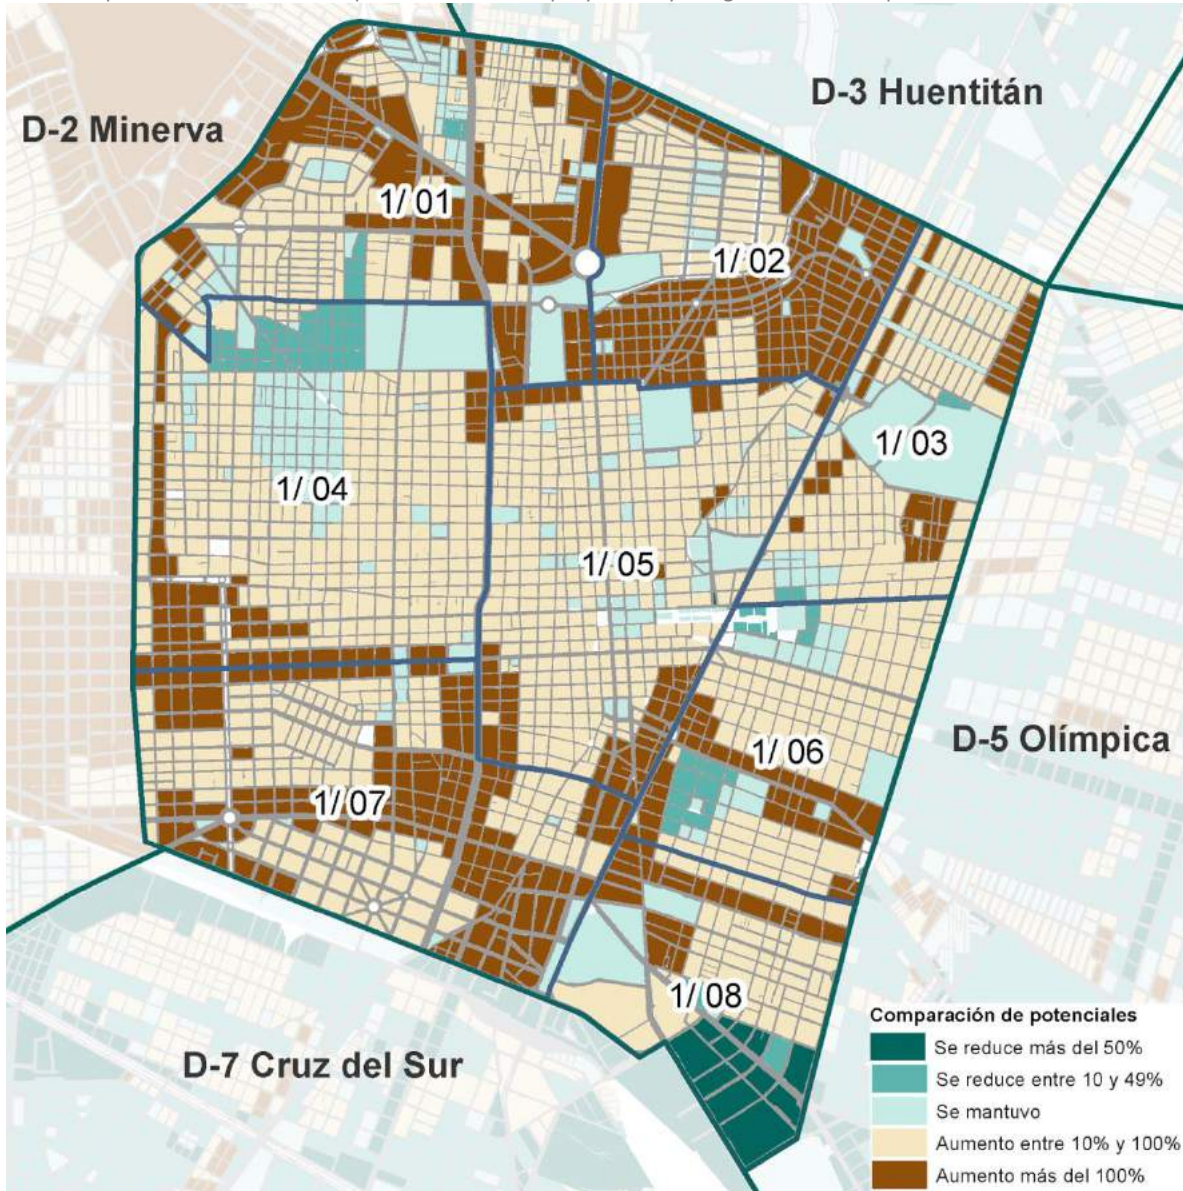 D-3 Huentitán
D-2 Minerva
1/ 01
1/ 02
1/ 03
1/ 04
1/ 05
D-5 Olímpica
1/ 06
1/ 07
1/ 08
D-7 Cruz del Sur
Comparación de potenciales
Se reduce más del 50%
Se reduce entre 10 y 49%
Se mantuvo
Aumento entre 10% y 100%
Aumento más del 100%